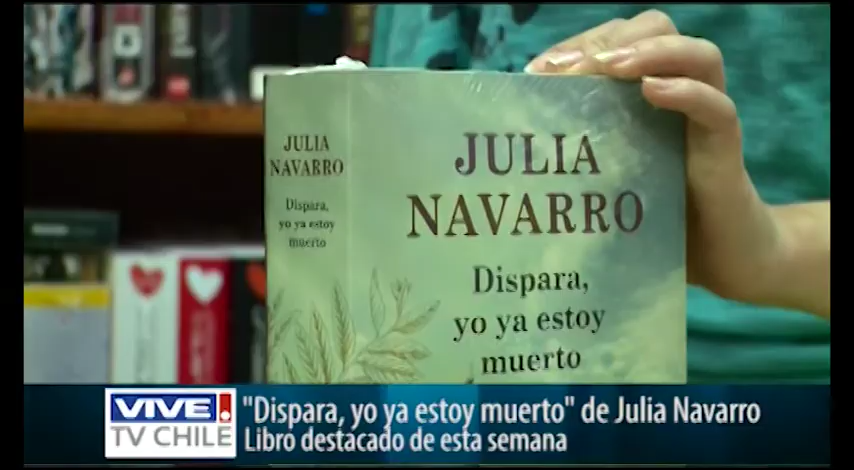 JULIA
NAVARRO
Dispara,
yo ya estoy
muerto
JULIA
NAVARRO
Dispara,
yo ya estoy
muerto
VIVE!
TV CHILE
"Dispara, yo ya estoy muerto" de Julia Navarro
Libro destacado de esta semana